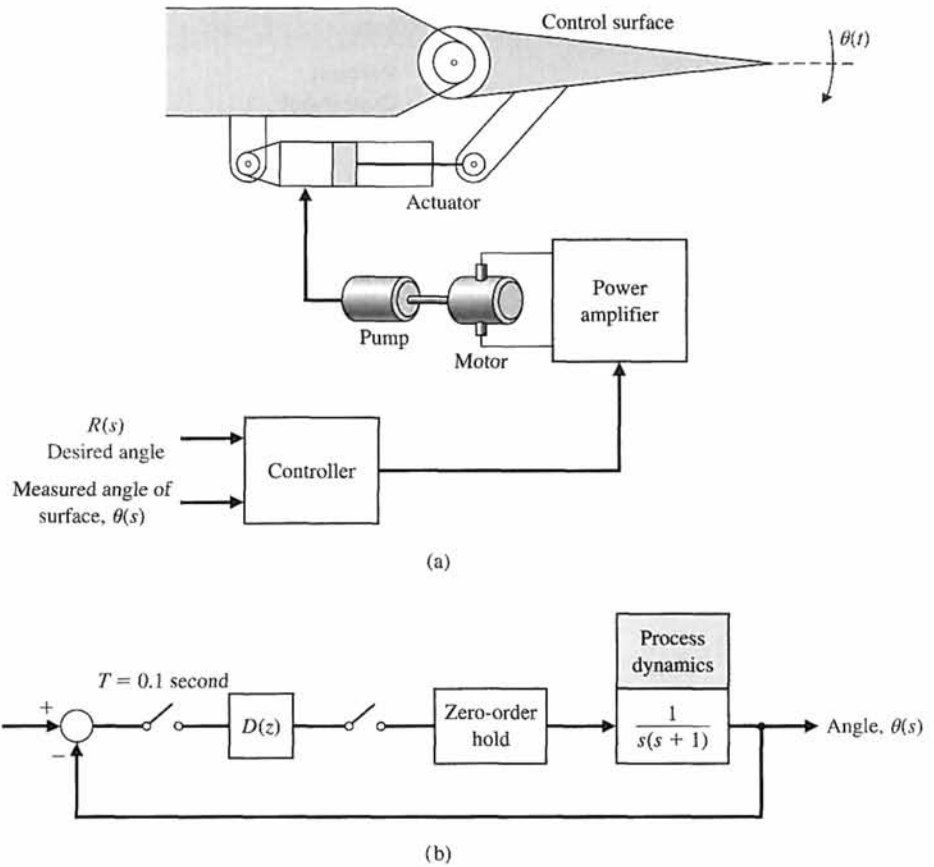 Control surface
θ(t)
Actuator
Power
amplifier
Pump
Motor
R(s)
Desired angle
Controller
Measured angle of
surface, θ(s)
(a)
Process
dynamics
T = 0.1 second
+
D(z)
Zero-order
hold
1
s(s + 1)
Angle, θ(s)
−
(b)